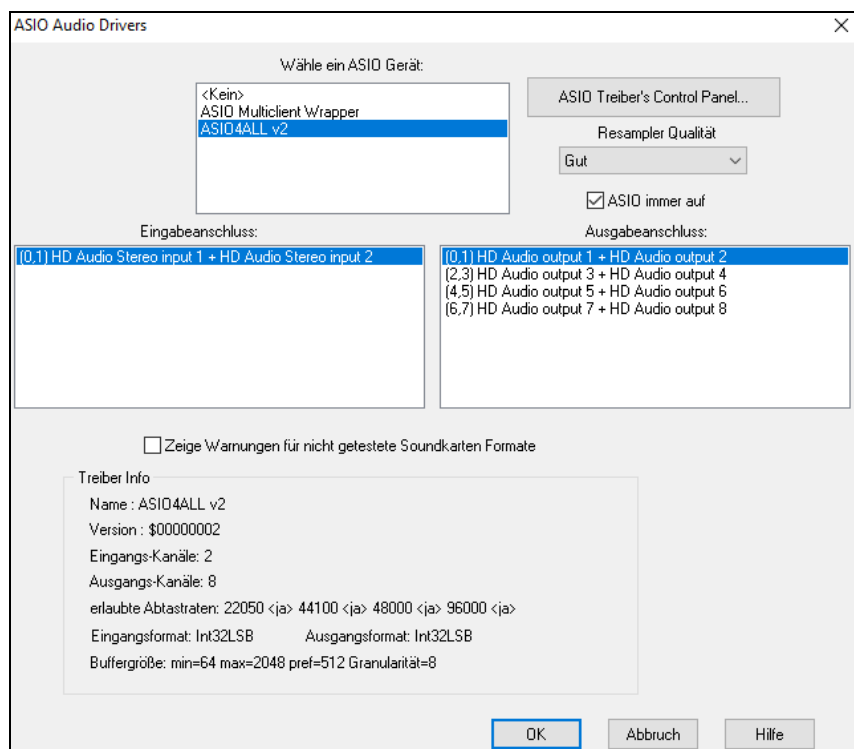 ASIO Audio Drivers
Wähle ein ASIO Gerät:
<Kein>
ASIO Multiclient Wrapper
ASIO4ALL v2
ASIO Treiber's Control Panel...
Resampler Qualität
Gut
ASIO immer auf
Eingabeanschluss:
(0,1) HD Audio Stereo input 1 + HD Audio Stereo input 2
Ausgabeanschluss:
(0,1) HD Audio output 1 + HD Audio output 2
(2,3) HD Audio output 3 + HD Audio output 4
(4,5) HD Audio output 5 + HD Audio output 6
(6,7) HD Audio output 7 + HD Audio output 8
Zeige Warnungen für nicht getestete Soundkarten Formate
Treiber Info
Name : ASIO4ALL v2
Version : $00000002
Eingangs-Kanäle: 2
Ausgangs-Kanäle: 8
erlaubte Abtastraten: 22050 <ja> 44100 <ja> 48000 <ja> 96000 <ja>
Eingangsformat: Int32LSB Ausgangsformat: Int32LSB
Buffergröße: min=64 max=2048 pref=512 Granularität=8
OK
Abbruch
Hilfe